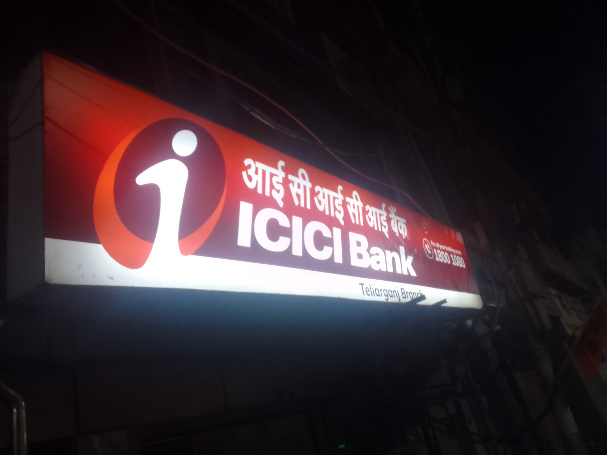 आई सी आई सी आई बैंक
ICICI Bank
1800 1080
Teliarganj Branch